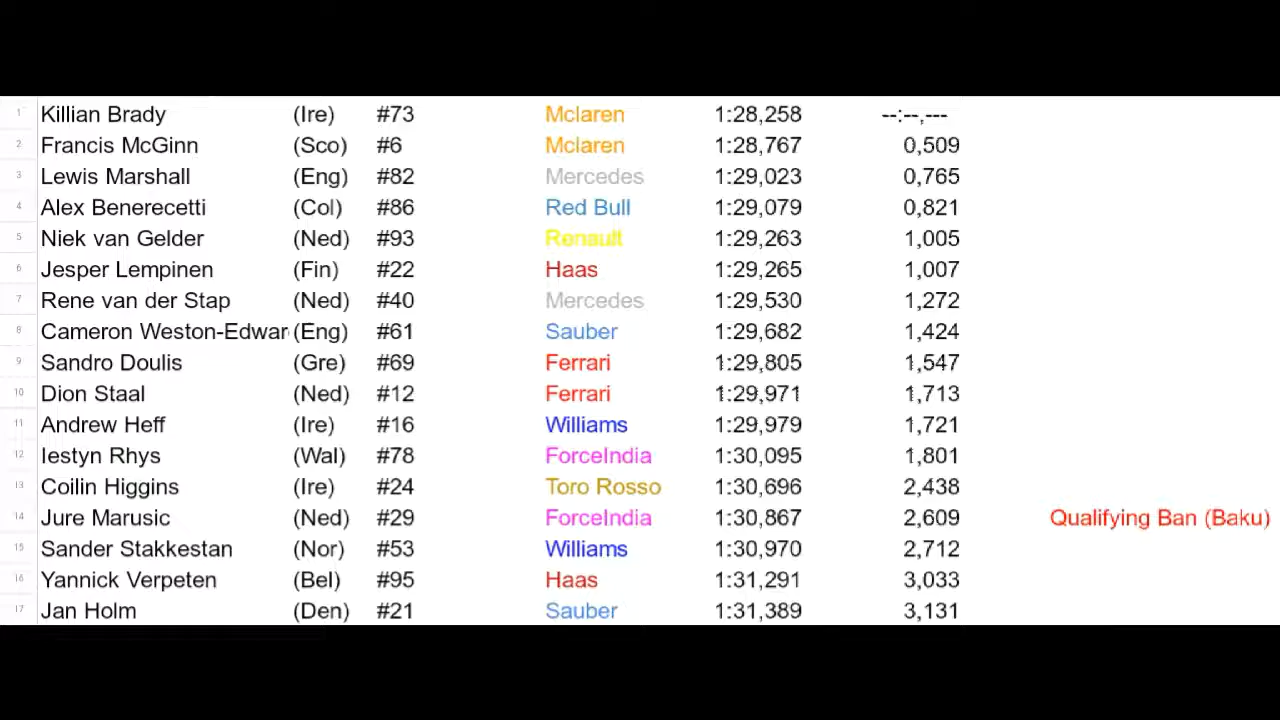 1 Killian Brady (Ire) #73 Mclaren 1:28,258 --:--,---
2 Francis McGinn (Sco) #6 Mclaren 1:28,767 0,509
3 Lewis Marshall (Eng) #82 Mercedes 1:29,023 0,765
4 Alex Benerecetti (Col) #86 Red Bull 1:29,079 0,821
5 Niek van Gelder (Ned) #93 Renault 1:29,263 1,005
6 Jesper Lempinen (Fin) #22 Haas 1:29,265 1,007
7 Rene van der Stap (Ned) #40 Mercedes 1:29,530 1,272
8 Cameron Weston-Edwar (Eng) #61 Sauber 1:29,682 1,424
9 Sandro Doulis (Gre) #69 Ferrari 1:29,805 1,547
10 Dion Staal (Ned) #12 Ferrari 1:29,971 1,713
11 Andrew Heff (Ire) #16 Williams 1:29,979 1,721
12 Iestyn Rhys (Wal) #78 ForceIndia 1:30,095 1,801
13 Coilin Higgins (Ire) #24 Toro Rosso 1:30,696 2,438
14 Jure Marusic (Ned) #29 ForceIndia 1:30,867 2,609 Qualifying Ban (Baku)
15 Sander Stakkestan (Nor) #53 Williams 1:30,970 2,712
16 Yannick Verpeten (Bel) #95 Haas 1:31,291 3,033
17 Jan Holm (Den) #21 Sauber 1:31,389 3,131